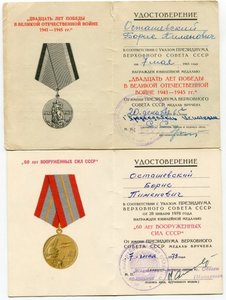 "ДВАДЦАТЬ ЛЕТ ПОБЕДЫ
В ВЕЛИКОЙ ОТЕЧЕСТВЕННОЙ
ВОЙНЕ
1941—1945 гг."
УДОСТОВЕРЕНИЕ
Осташевский
Борис
Пименович
В СООТВЕТСТВИИ С УКАЗОМ ПРЕЗИДИУМА
ВЕРХОВНОГО СОВЕТА СССР
7 мая 1965 года
НАГРАЖДЕН ЮБИЛЕЙНОЙ МЕДАЛЬЮ
"ДВАДЦАТЬ ЛЕТ ПОБЕДЫ
В ВЕЛИКОЙ ОТЕЧЕСТВЕННОЙ
ВОЙНЕ 1941—1945 гг."
От имени ПРЕЗИДИУМА ВЕРХОВНОГО
СОВЕТА СССР МЕДАЛЬ ВРУЧЕНА
"60 ЛЕТ ВООРУЖЕННЫХ СИЛ СССР"
УДОСТОВЕРЕНИЕ
Осташевский
Борис
Пименович
В СООТВЕТСТВИИ С УКАЗОМ ПРЕЗИДИУМА
ВЕРХОВНОГО СОВЕТА СССР
от 28 января 1978 года
НАГРАЖДЕН ЮБИЛЕЙНОЙ МЕДАЛЬЮ
"60 ЛЕТ ВООРУЖЕННЫХ
СИЛ СССР"
От имени ПРЕЗИДИУМА ВЕРХОВНОГО
СОВЕТА СССР МЕДАЛЬ ВРУЧЕНА